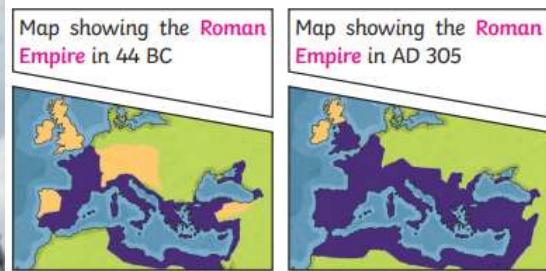 Map showing the Roman
Empire in 44 BC
Map showing the Roman
Empire in AD 305